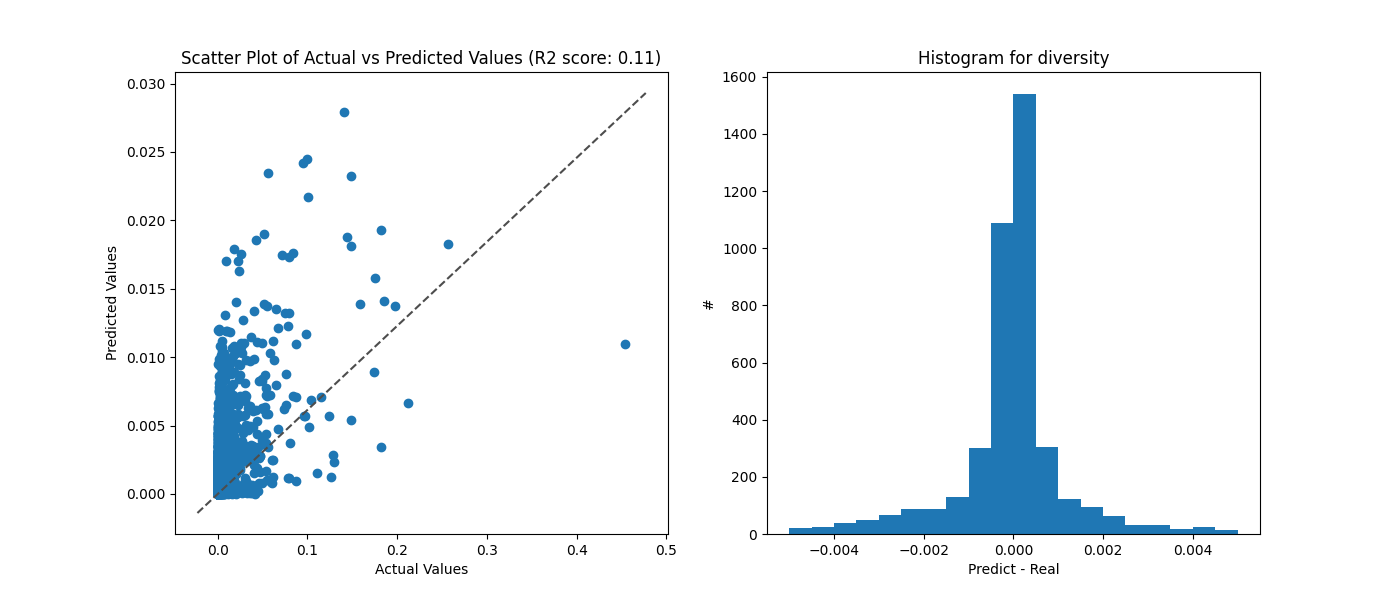 Scatter Plot of Actual vs Predicted Values (R2 score: 0.11)
0.030
0.025
0.020
0.015
0.010
0.005
0.000
Predicted Values
0.0 0.1 0.2 0.3 0.4 0.5
Actual Values
Histogram for diversity
1600
1400
1200
1000
800
600
400
200
0
#
−0.004 −0.002 0.000 0.002 0.004
Predict - Real